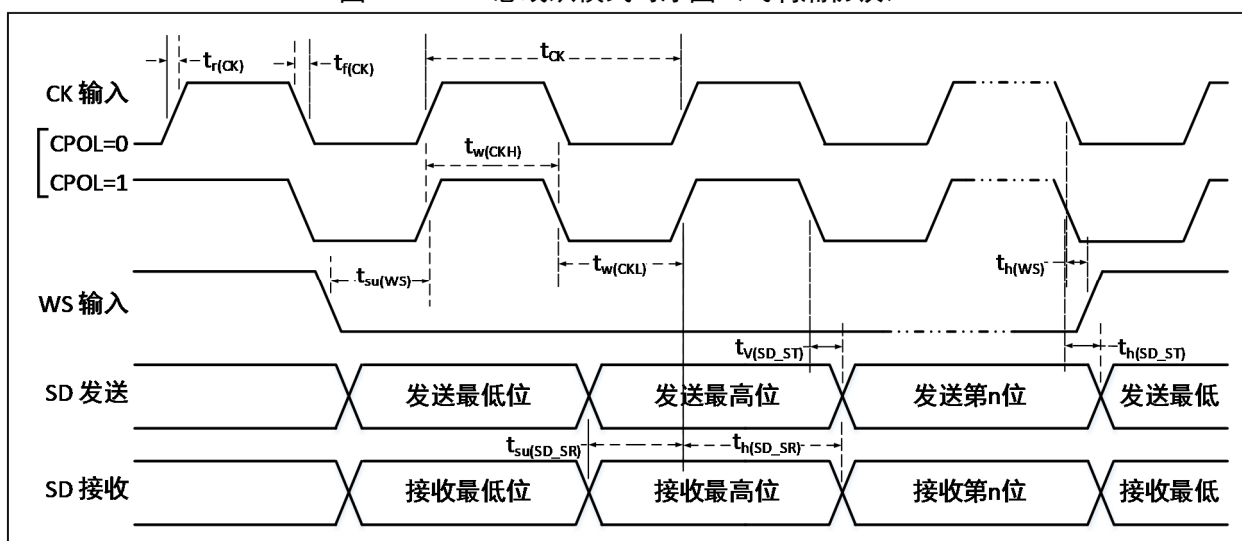 t_r(CK)
t_f(CK)
t_CK
CK 输入
CPOL=0
t_w(CKH)
CPOL=1
t_su(WS)
t_w(CKL)
t_h(WS)
WS 输入
t_V(SD_ST)
t_h(SD_ST)
SD 发送
发送最低位
发送最高位
发送第n位
发送最低
t_su(SD_SR)
t_h(SD_SR)
SD 接收
接收最低位
接收最高位
接收第n位
接收最低